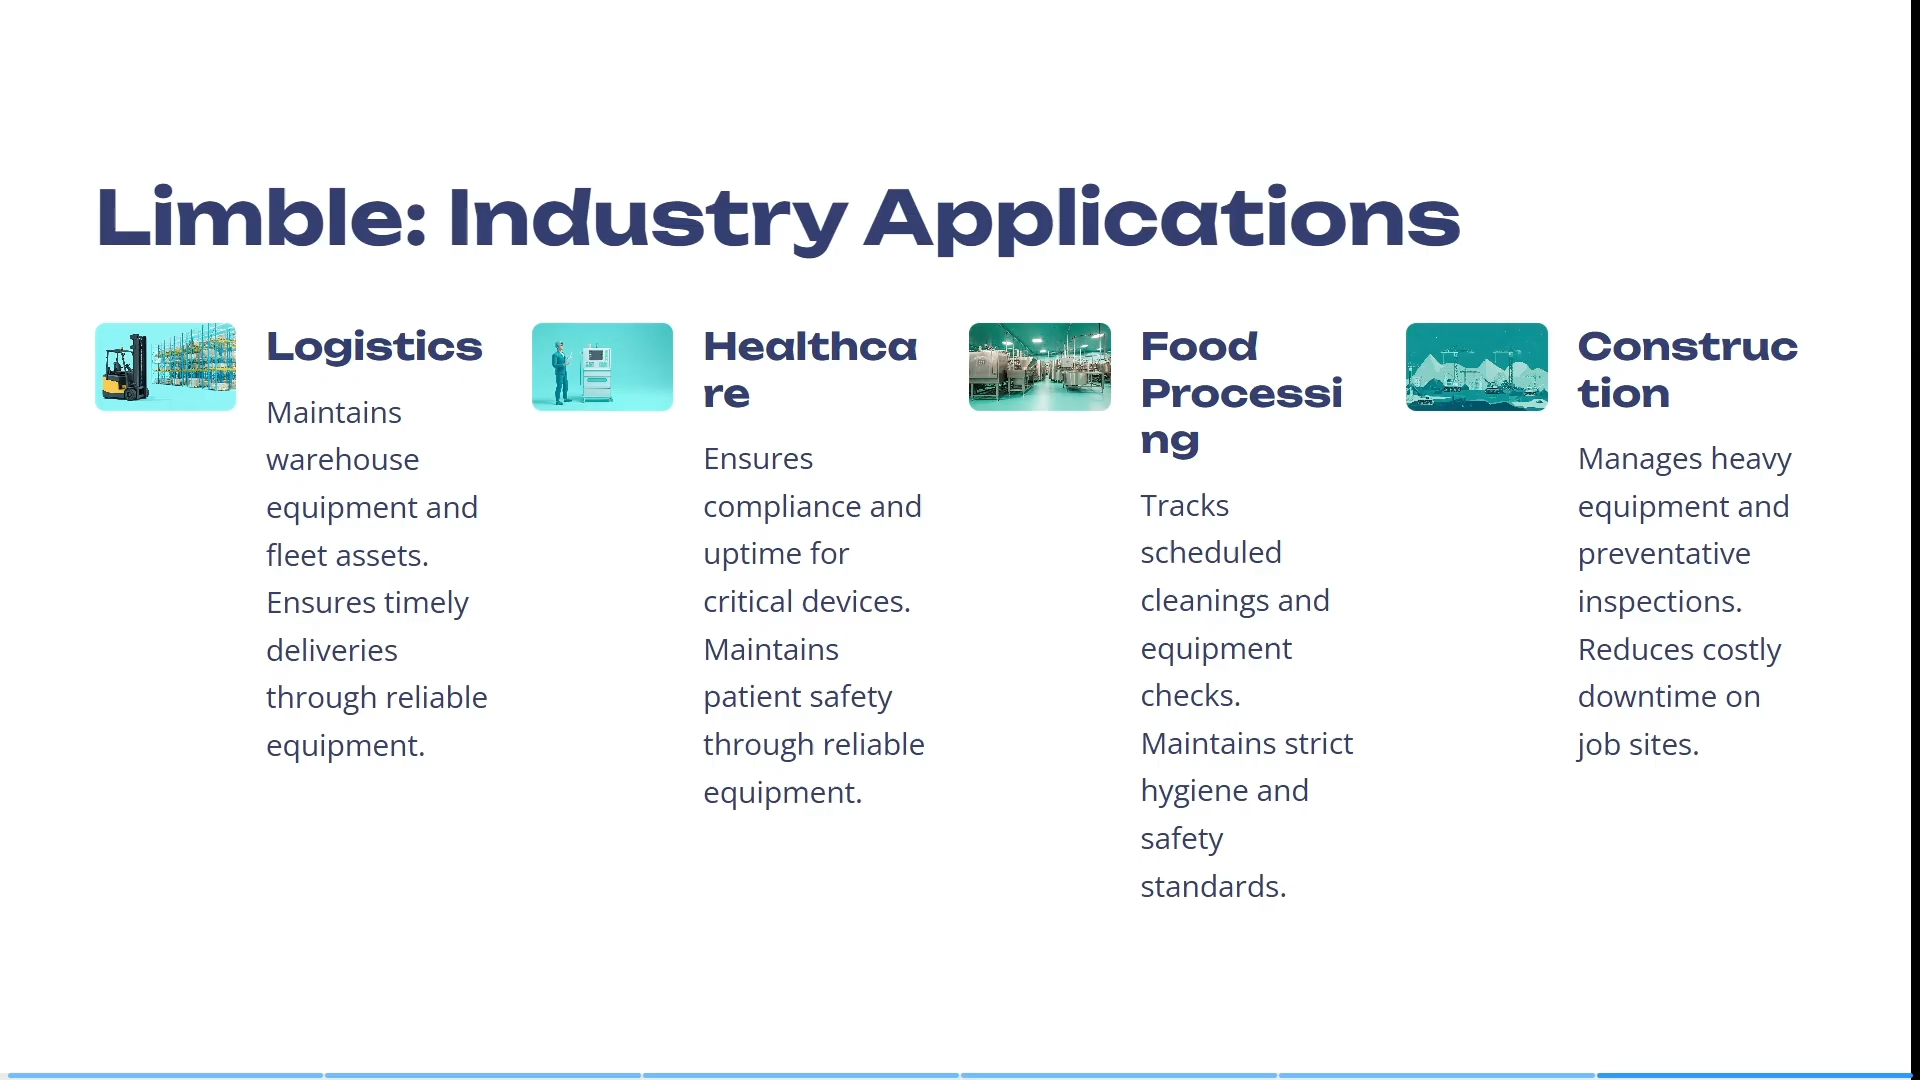 Limble: Industry Applications
Logistics
Maintains
warehouse
equipment and
fleet assets.
Ensures timely
deliveries
through reliable
equipment.
Healthca
re
Ensures
compliance and
uptime for
critical devices.
Maintains
patient safety
through reliable
equipment.
Food
Processi
ng
Tracks
scheduled
cleanings and
equipment
checks.
Maintains strict
hygiene and
safety
standards.
Construc
tion
Manages heavy
equipment and
preventative
inspections.
Reduces costly
downtime on
job sites.